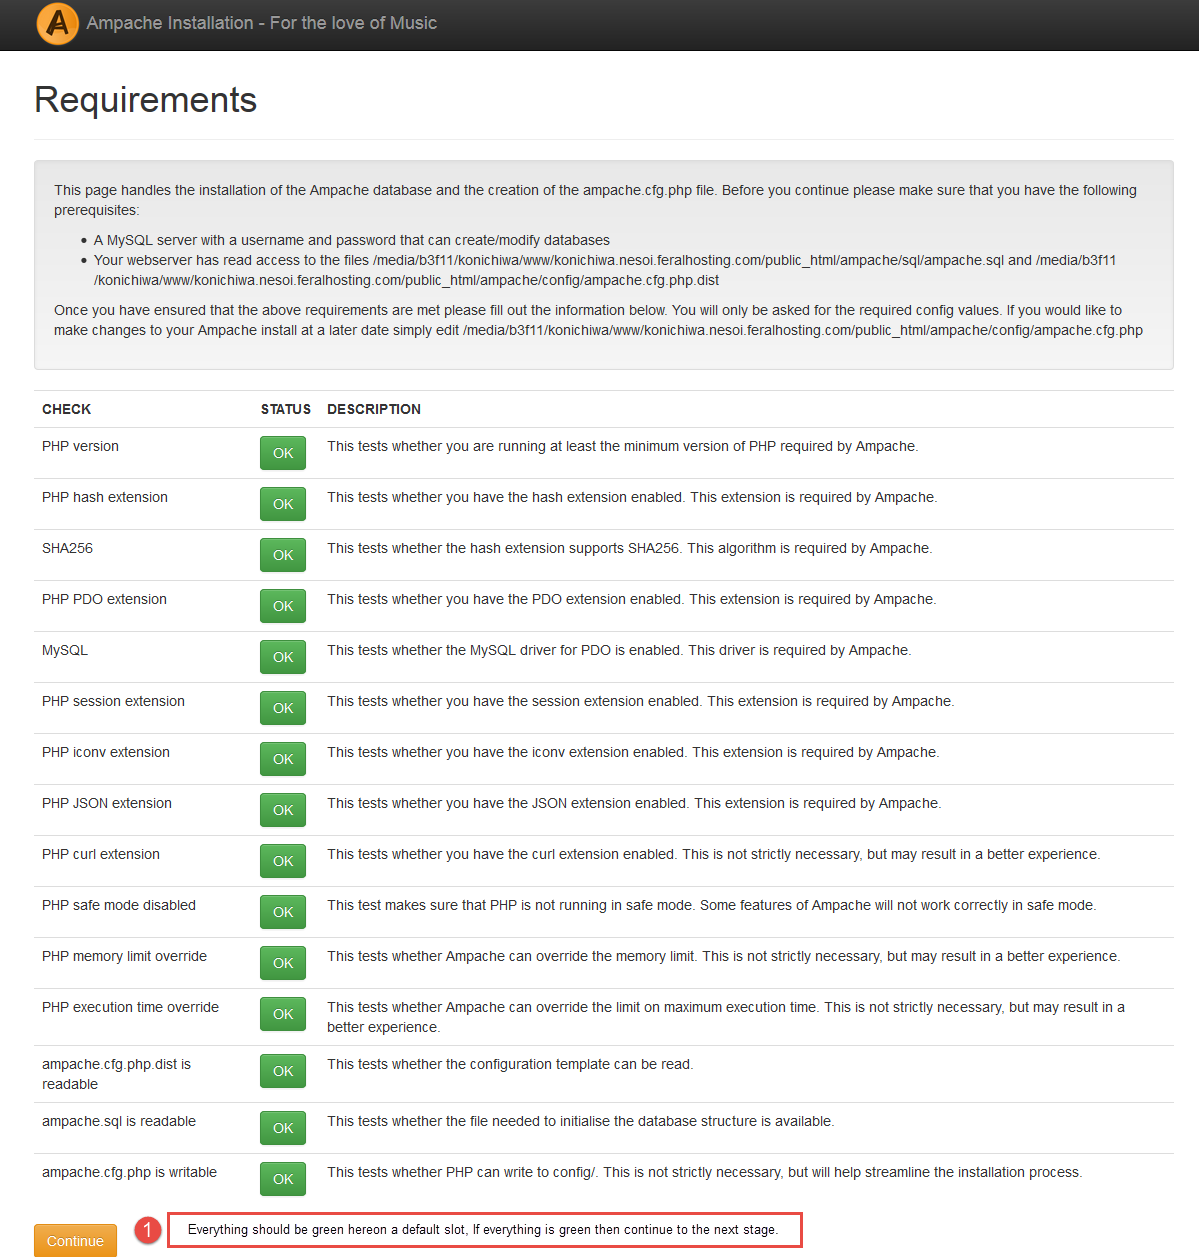 Ampache Installation - For the love of Music
Requirements
This page handles the installation of the Ampache database and the creation of the ampache.cfg.php file. Before you continue please make sure that you have the following
prerequisites:
• A MySQL server with a username and password that can create/modify databases
• Your webserver has read access to the files /media/b3f11/konichiwa/www/konichiwa.nesoi.feralhosting.com/public_html/ampache/sql/ampache.sql and /media/b3f11
/konichiwa/www/konichiwa.nesoi.feralhosting.com/public_html/ampache/config/ampache.cfg.php.dist
Once you have ensured that the above requirements are met please fill out the information below. You will only be asked for the required config values. If you would like to
make changes to your Ampache install at a later date simply edit /media/b3f11/konichiwa/www/konichiwa.nesoi.feralhosting.com/public_html/ampache/config/ampache.cfg.php
CHECK STATUS DESCRIPTION
PHP version OK This tests whether you are running at least the minimum version of PHP required by Ampache.
PHP hash extension OK This tests whether you have the hash extension enabled. This extension is required by Ampache.
SHA256 OK This tests whether the hash extension supports SHA256. This algorithm is required by Ampache.
PHP PDO extension OK This tests whether you have the PDO extension enabled. This extension is required by Ampache.
MySQL OK This tests whether the MySQL driver for PDO is enabled. This driver is required by Ampache.
PHP session extension OK This tests whether you have the session extension enabled. This extension is required by Ampache.
PHP iconv extension OK This tests whether you have the iconv extension enabled. This extension is required by Ampache.
PHP JSON extension OK This tests whether you have the JSON extension enabled. This extension is required by Ampache.
PHP curl extension OK This tests whether you have the curl extension enabled. This is not strictly necessary, but may result in a better experience.
PHP safe mode disabled OK This test makes sure that PHP is not running in safe mode. Some features of Ampache will not work correctly in safe mode.
PHP memory limit override OK This tests whether Ampache can override the memory limit. This is not strictly necessary, but may result in a better experience.
PHP execution time override OK This tests whether Ampache can override the limit on maximum execution time. This is not strictly necessary, but may result in a
better experience.
ampache.cfg.php.dist is OK This tests whether the configuration template can be read.
readable
ampache.sql is readable OK This tests whether the file needed to initialise the database structure is available.
ampache.cfg.php is writable OK This tests whether PHP can write to config/. This is not strictly necessary, but will help streamline the installation process.
Continue 1 Everything should be green hereon a default slot, If everything is green then continue to the next stage.